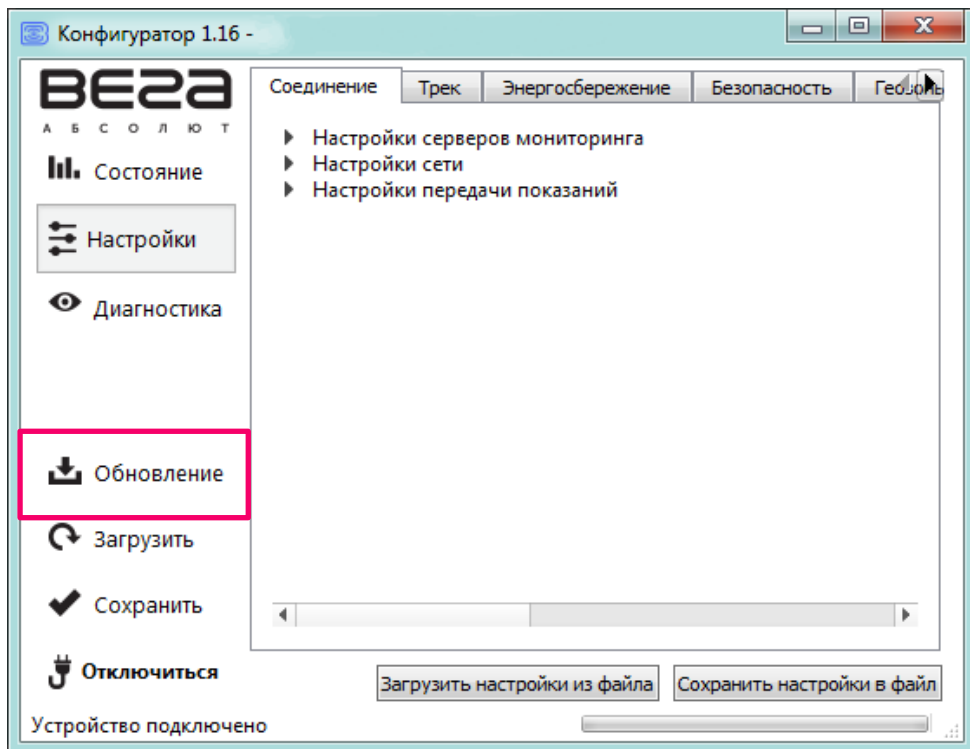 Конфигуратор 1.16 -
ВЕГА
АБСОЛЮТ
Состояние
Настройки
Диагностика
Обновление
Загрузить
Сохранить
Отключиться
Соединение Трек Энергосбережение Безопасность
Настройки серверов мониторинга
Настройки сети
Настройки передачи показаний
Загрузить настройки из файла Сохранить настройки в файл
Устройство подключено